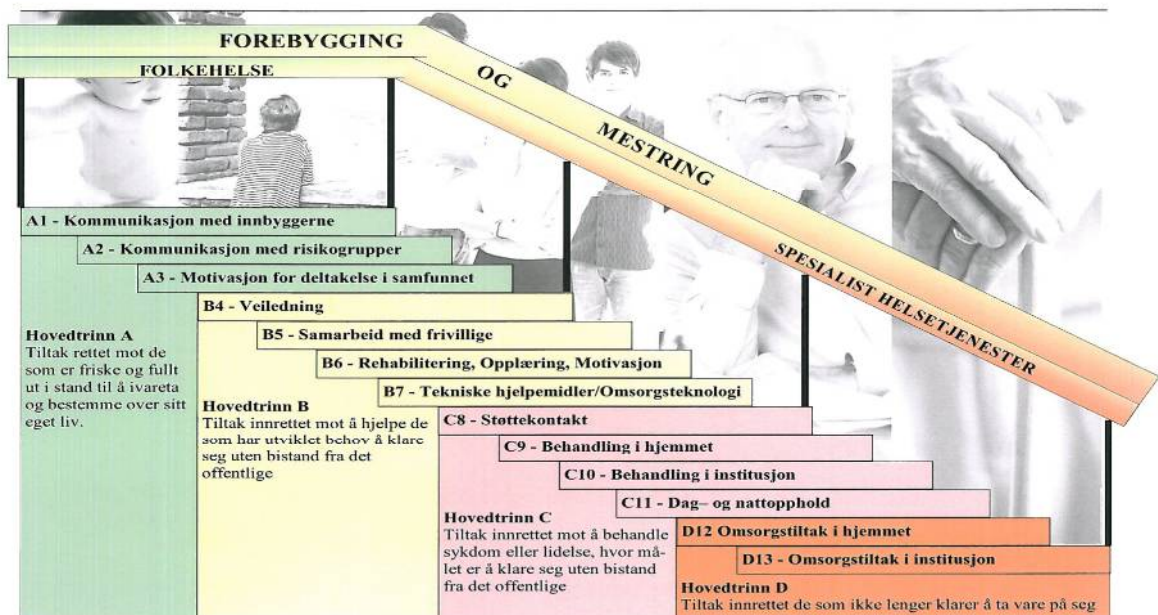 FOREBYGGING
OG
MESTRING
FOLKEHELSE
SPESIALIST HELSETJENESTER
A1 - Kommunikasjon med innbyggerne
A2 - Kommunikasjon med risikogrupper
A3 - Motivasjon for deltakelse i samfunnet
B4 - Veiledning
B5 - Samarbeid med frivillige
B6 - Rehabilitering, Opplæring, Motivasjon
B7 - Tekniske hjelpemidler/Omsorgsteknologi
C8 - Støttekontakt
C9 - Behandling i hjemmet
C10 - Behandling i institusjon
C11 - Dag– og nattopphold
D12 Omsorgstiltak i hjemmet
D13 - Omsorgstiltak i institusjon
Hovedtrinn A
Tiltak rettet mot de
som er friske og fullt
ut i stand til å ivareta
og bestemme over sitt
eget liv.
Hovedtrinn B
Tiltak innrettet mot å hjelpe de
som har utviklet behov å klare
seg uten bistand fra det
offentlige
Hovedtrinn C
Tiltak innrettet mot å behandle
sykdom eller lidelse, hvor må-
let er å klare seg uten bistand
fra det offentlige
Hovedtrinn D
Tiltak innrettet de som ikke lenger klarer å ta vare på seg